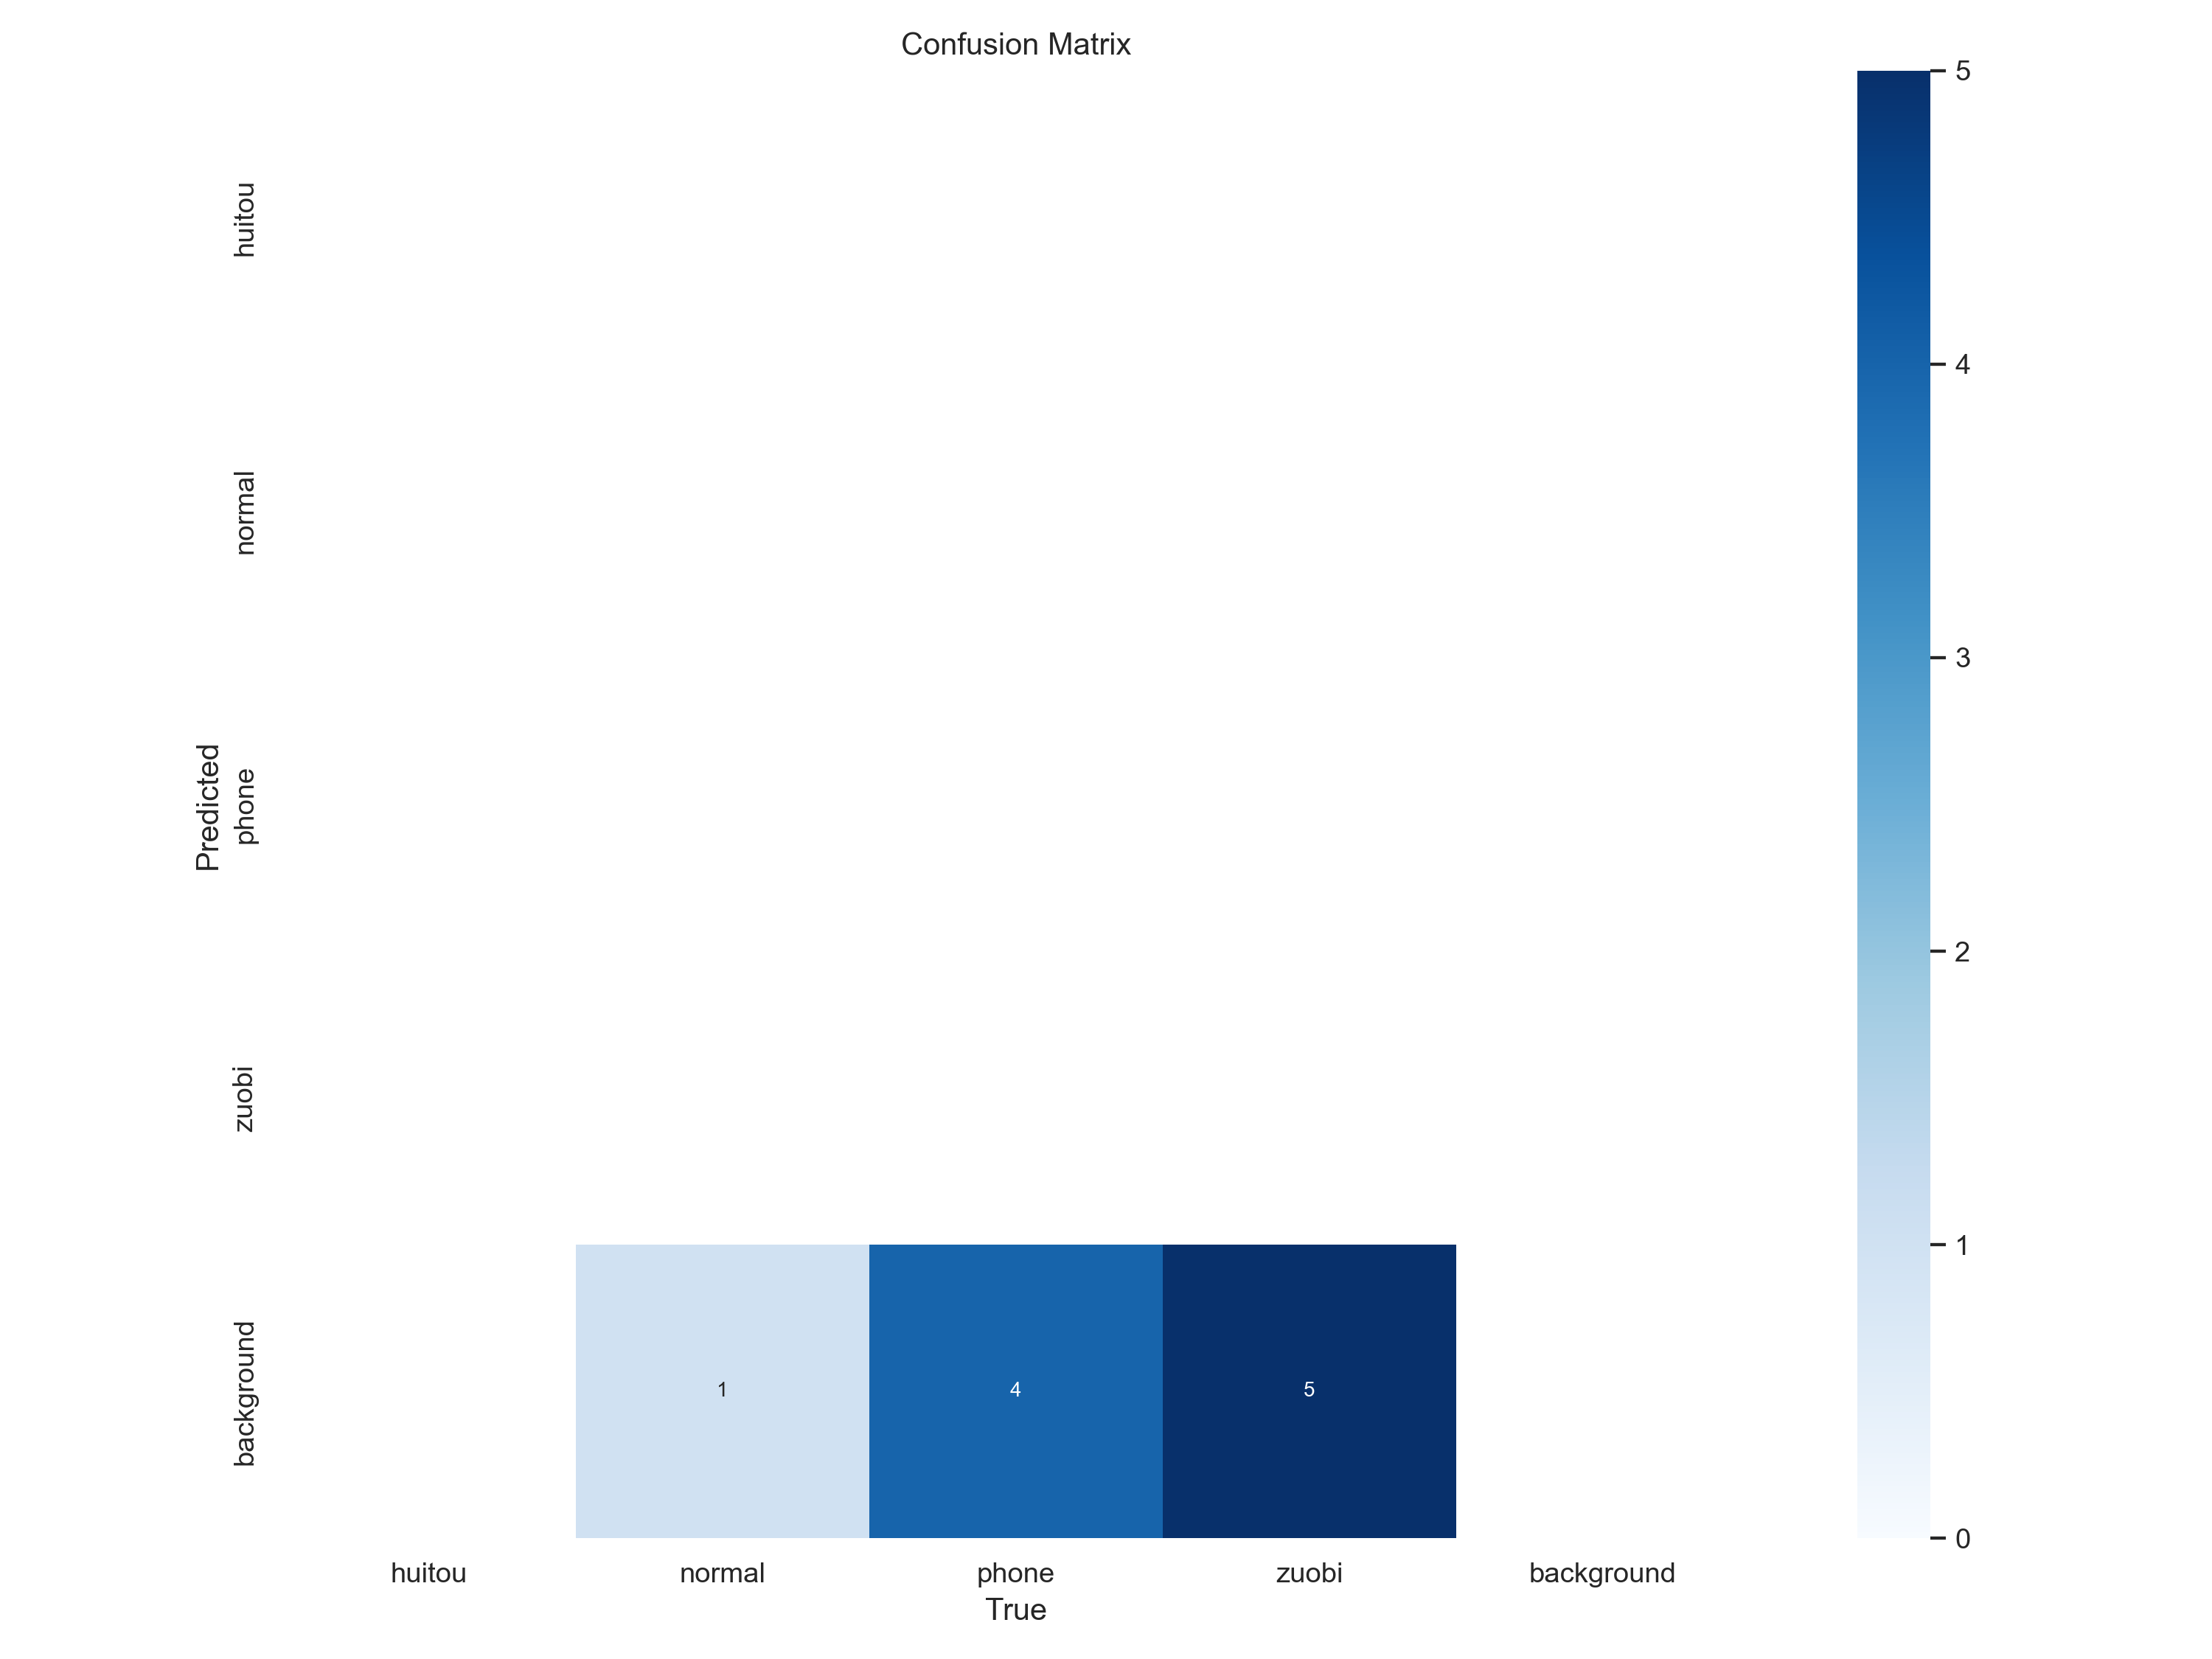 Confusion Matrix
huitou
normal
phone
zuobi
background
Predicted
1 4 5
huitou normal phone zuobi background
True
5
4
3
2
1
0